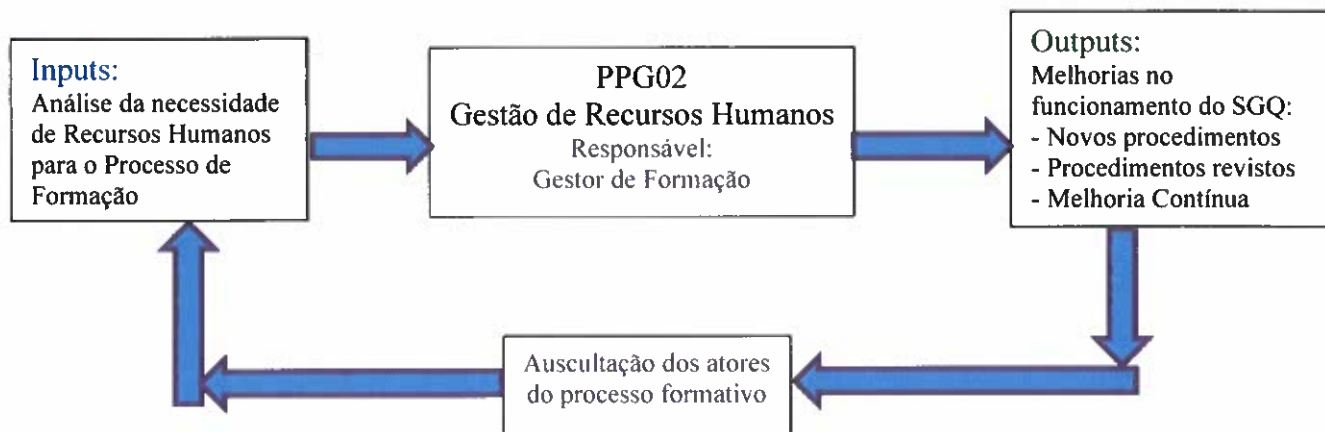 Inputs:
Análise da necessidade
de Recursos Humanos
para o Processo de
Formação
PPG02
Gestão de Recursos Humanos
Responsável:
Gestor de Formação
Outputs:
Melhorias no
funcionamento do SGQ:
- Novos procedimentos
- Procedimentos revistos
- Melhoria Contínua
Auscultação dos atores
do processo formativo